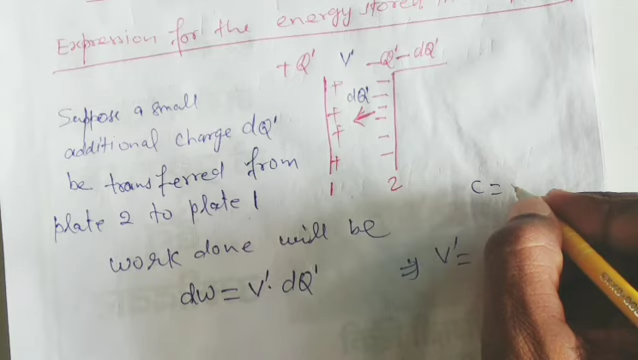 Expression for the energy stored in
+Q' V' -Q'-dQ'
dQ'
1 2
Suppose a small
additional charge dQ'
be transferred from
plate 2 to plate 1
work done will be
dW = V'. dQ'
C =
⇒ V' =